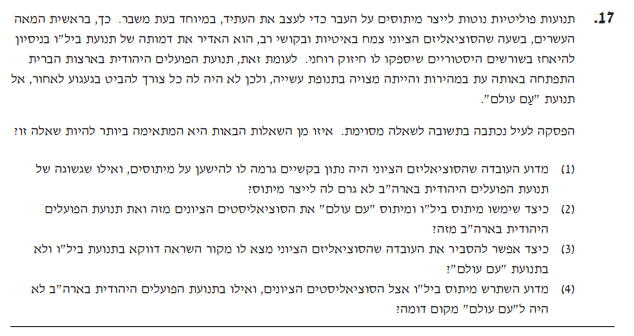 17. תנועות פוליטיות נוטות לייצר מיתוסים על העבר כדי לעצב את העתיד, במיוחד בעת משבר. כך, בראשית המאה
העשרים, בשעה שהסוציאליזם הציוני צמח באיטיות ובקושי רב, הוא האדיר את דמותה של תנועת ביל"ו בניסיון
להיאחז בשורשים היסטוריים שיספקו לו חיזוק רוחני. לעומת זאת, תנועת הפועלים היהודית בארצות הברית
התפתחה באותה עת במהירות והייתה מצויה בתנופת עשייה, ולכן לא היה לה כל צורך להביט בגעגוע לאחור, אל
תנועת "עַם עולם".
הפסקה לעיל נכתבה בתשובה לשאלה מסוימת. איזו מן השאלות הבאות היא המתאימה ביותר להיות שאלה זו?
(1) מדוע העובדה שהסוציאליזם הציוני היה נתון בקשיים גרמה לו להישען על מיתוסים, ואילו שגשוגה של
תנועת הפועלים היהודית בארה"ב לא גרם לה לייצר מיתוס?
(2) כיצד שימשו מיתוס ביל"ו ומיתוס "עם עולם" את הסוציאליסטים הציונים מזה ואת תנועת הפועלים
היהודית בארה"ב מזה?
(3) כיצד אפשר להסביר את העובדה שהסוציאליזם הציוני מצא לו מקור השראה דווקא בתנועת ביל"ו ולא
בתנועת "עם עולם"?
(4) מדוע השתרש מיתוס ביל"ו אצל הסוציאליסטים הציונים, ואילו בתנועת הפועלים היהודית בארה"ב לא
היה ל"עם עולם" מקום דומה?